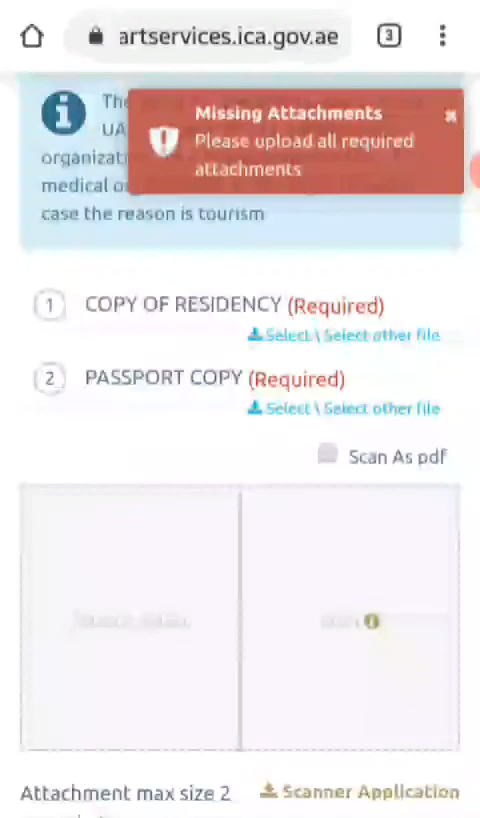 artservices.ica.gov.ae
3
Missing Attachments
Please upload all required
attachments
The
UA
organizati
medical o
case the reason is tourism
1 COPY OF RESIDENCY (Required)
Select \ Select other file
2 PASSPORT COPY (Required)
Select \ Select other file
Scan As pdf
Attachment max size 2
Scanner Application